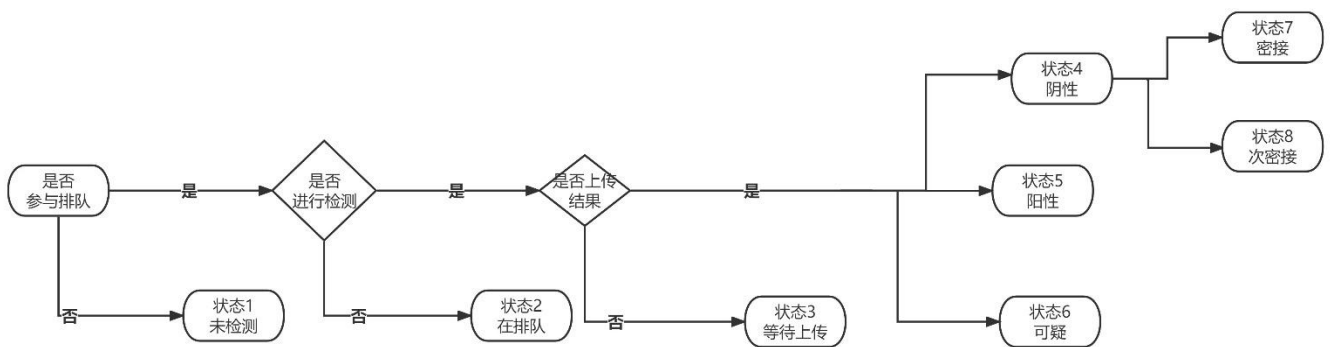 状态7
密接
状态4
阴性
状态8
次密接
是否
参与排队
是
是否
进行检测
是
是否上传
结果
是
状态5
阳性
否
状态1
未检测
否
状态2
在排队
否
状态3
等待上传
状态6
可疑